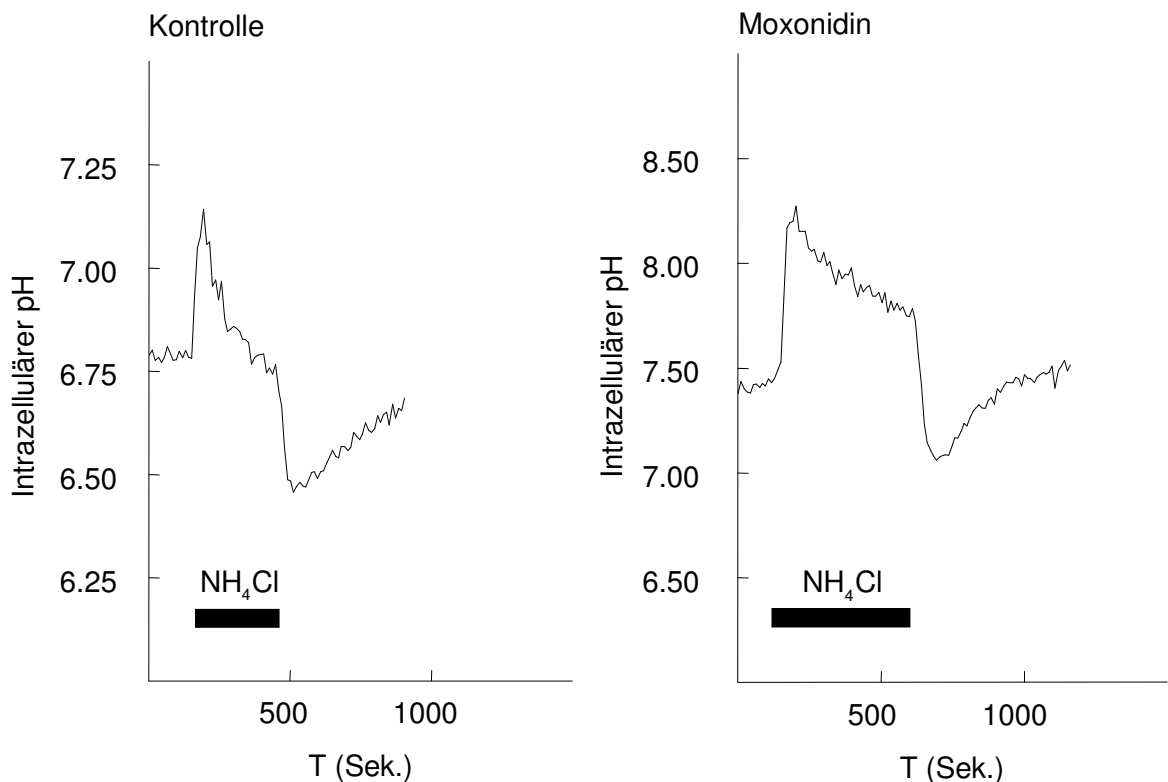 Kontrolle
7.25
7.00
6.75
6.50
6.25
Intrazellulärer pH
NH₄Cl
500
1000
T (Sek.)
Moxonidin
8.50
8.00
7.50
7.00
6.50
Intrazellulärer pH
NH₄Cl
500
1000
T (Sek.)